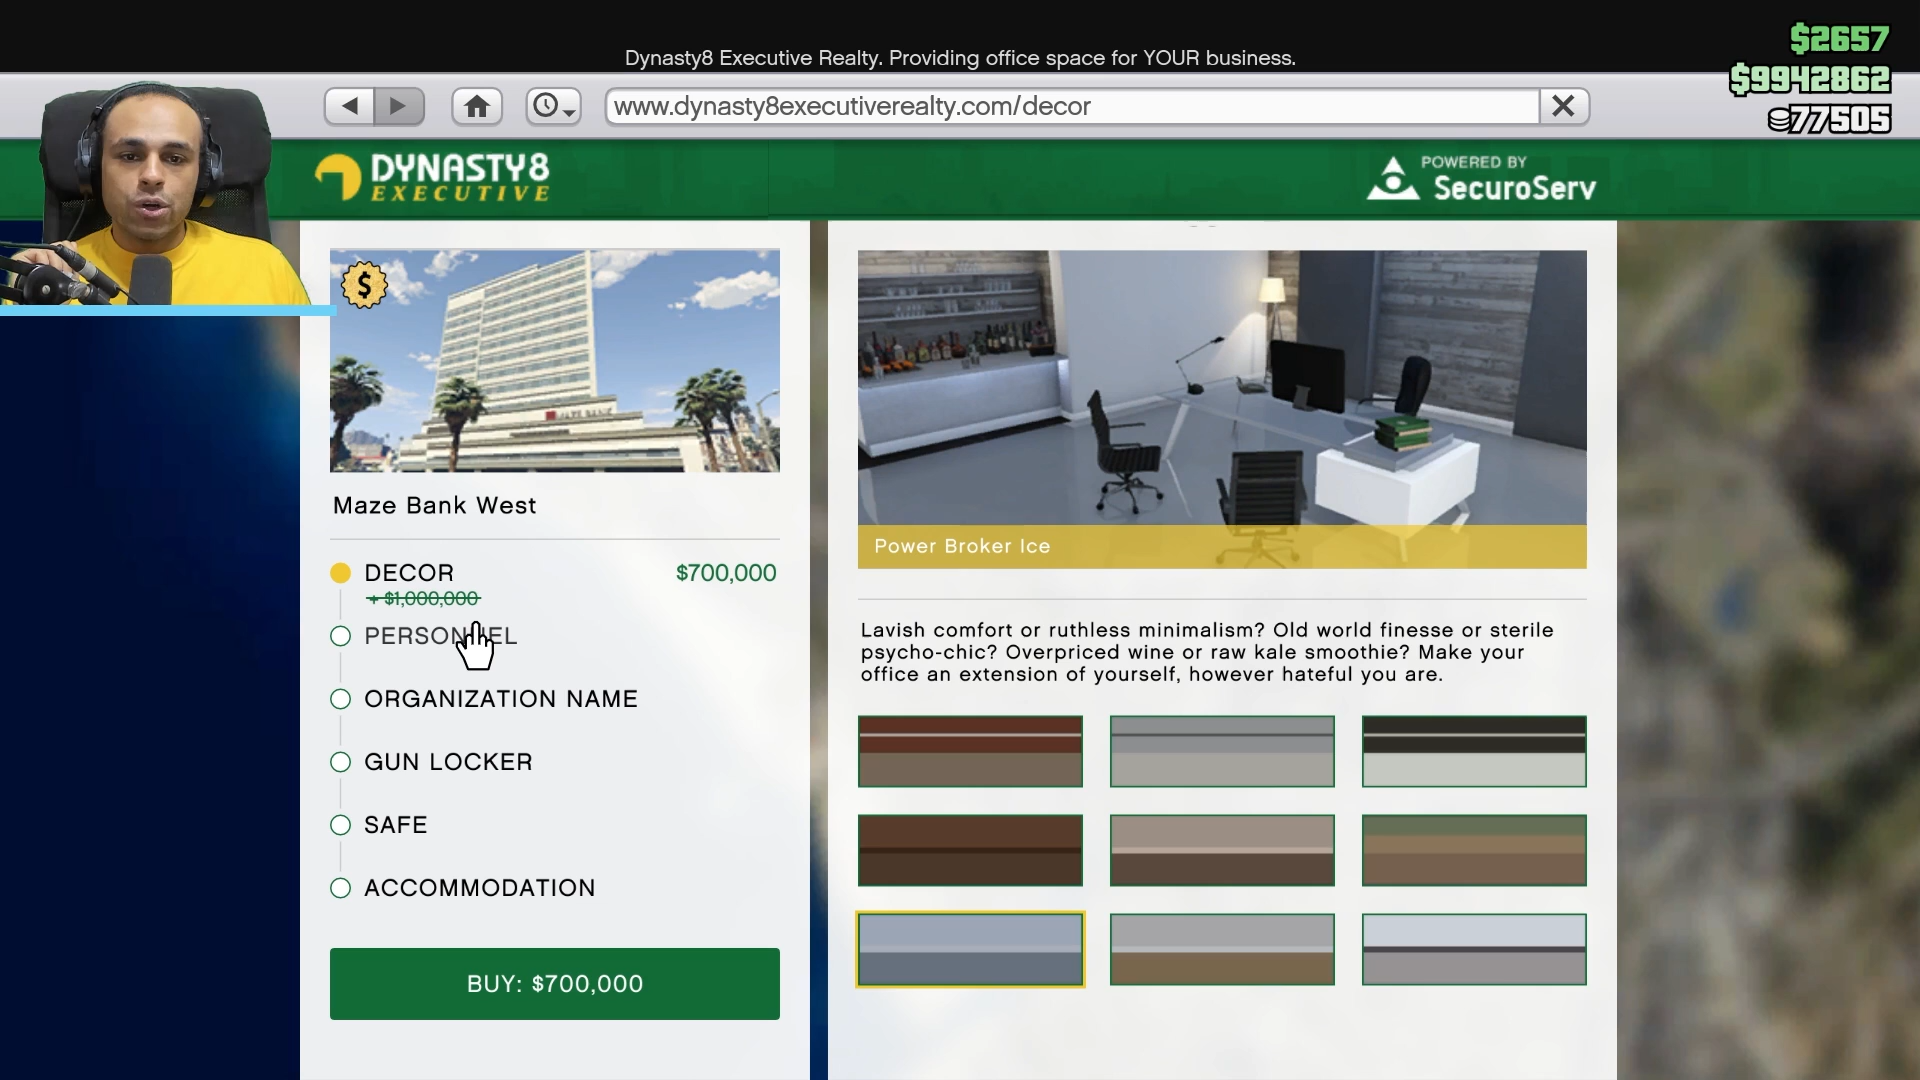 Dynasty8 Executive Realty. Providing office space for YOUR business.
$2657
$9942862
77505
www.dynasty8executiverealty.com/decor
DYNASTY8
EXECUTIVE
POWERED BY
SecuroServ
$
MAZE BANK
Maze Bank West
DECOR
$700,000
+ $1,000,000
PERSONNEL
ORGANIZATION NAME
GUN LOCKER
SAFE
ACCOMMODATION
BUY: $700,000
Power Broker Ice
Lavish comfort or ruthless minimalism? Old world finesse or sterile
psycho-chic? Overpriced wine or raw kale smoothie? Make your
office an extension of yourself, however hateful you are.